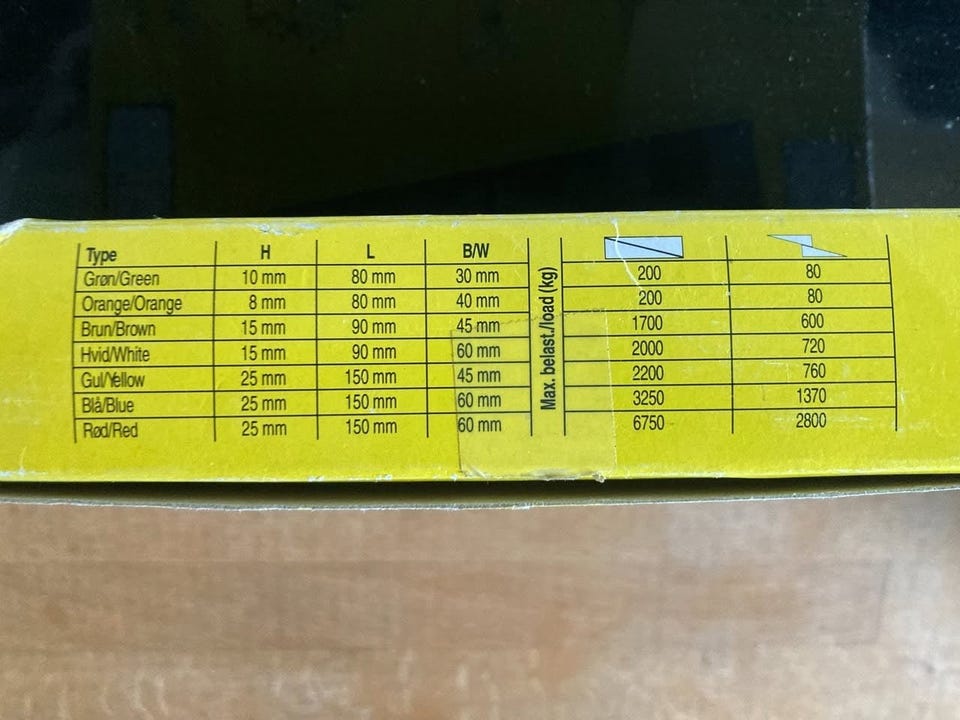 Type H L B/W Max. belast./load (kg)
Grøn/Green 10 mm 80 mm 30 mm 200 80
Orange/Orange 8 mm 80 mm 40 mm 200 80
Brun/Brown 15 mm 90 mm 45 mm 1700 600
Hvid/White 15 mm 90 mm 60 mm 2000 720
Gul/Yellow 25 mm 150 mm 45 mm 2200 760
Blå/Blue 25 mm 150 mm 60 mm 3250 1370
Rød/Red 25 mm 150 mm 60 mm 6750 2800